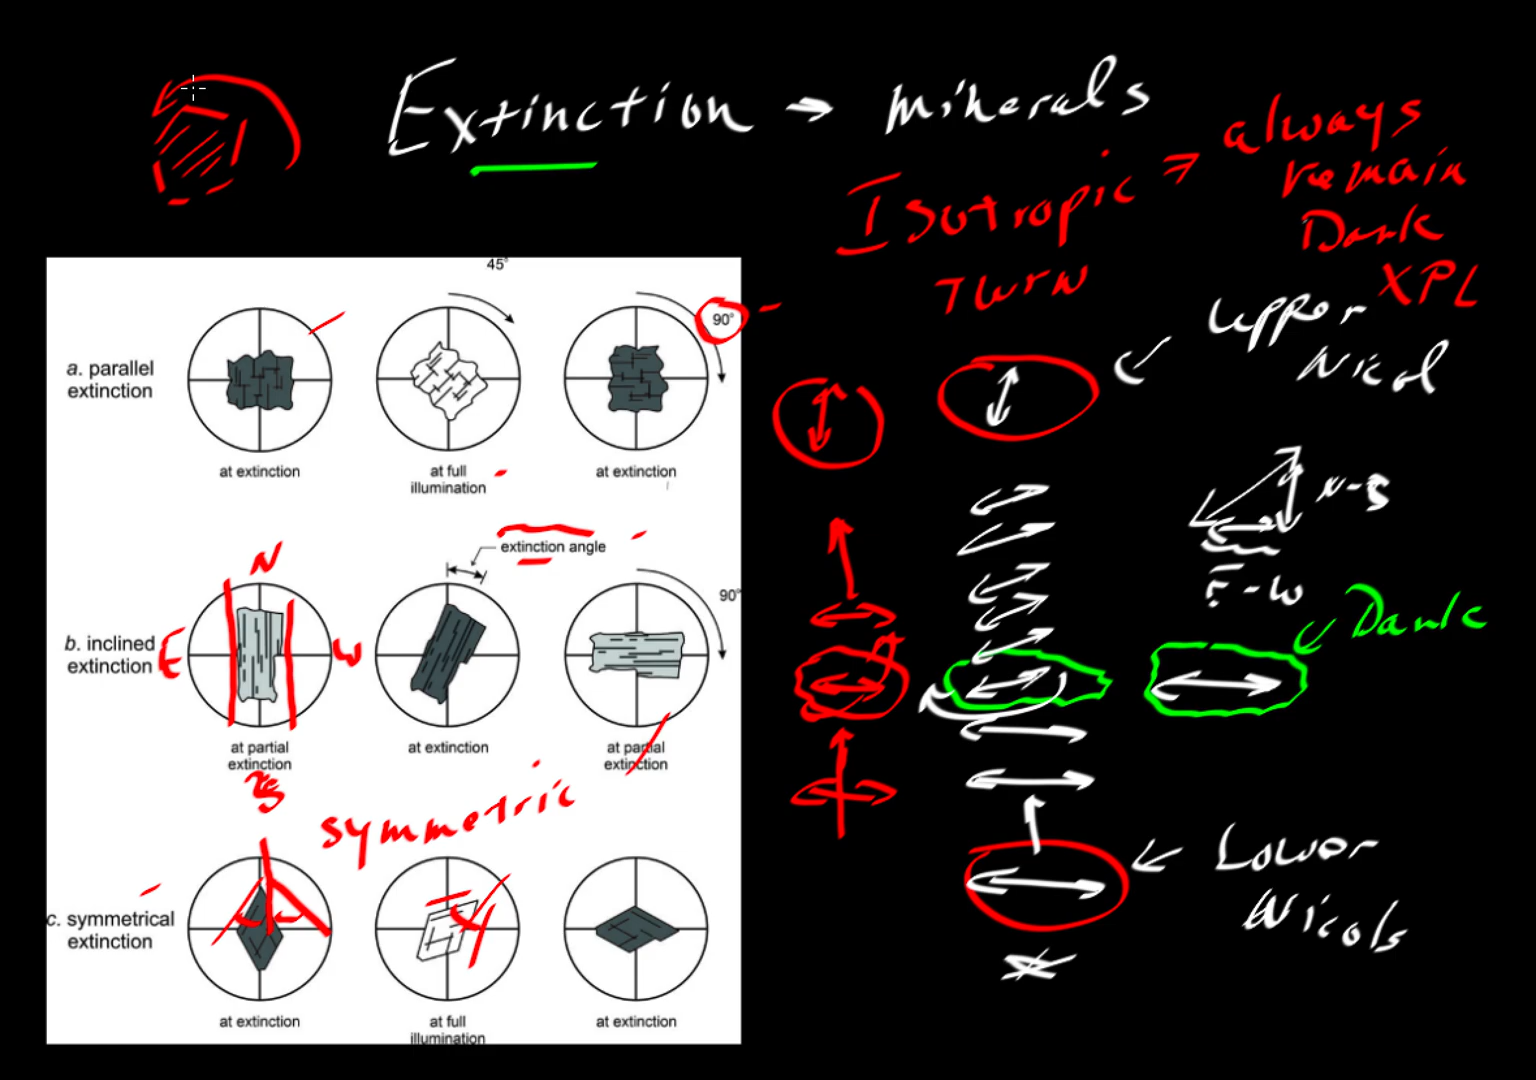 Extinction → minerals
Isotropic → always
remain
Dark
XPL
Turn
Upper
Nicol
45°
90°
a. parallel
extinction
at extinction
at full
illumination
at extinction
N-S
E-W
Dark
extinction angle
90°
N
b. inclined
extinction
E
W
at partial
extinction
at extinction
at partial
extinction
S
symmetric
c. symmetrical
extinction
at extinction
at full
illumination
at extinction
Lower
Nicols